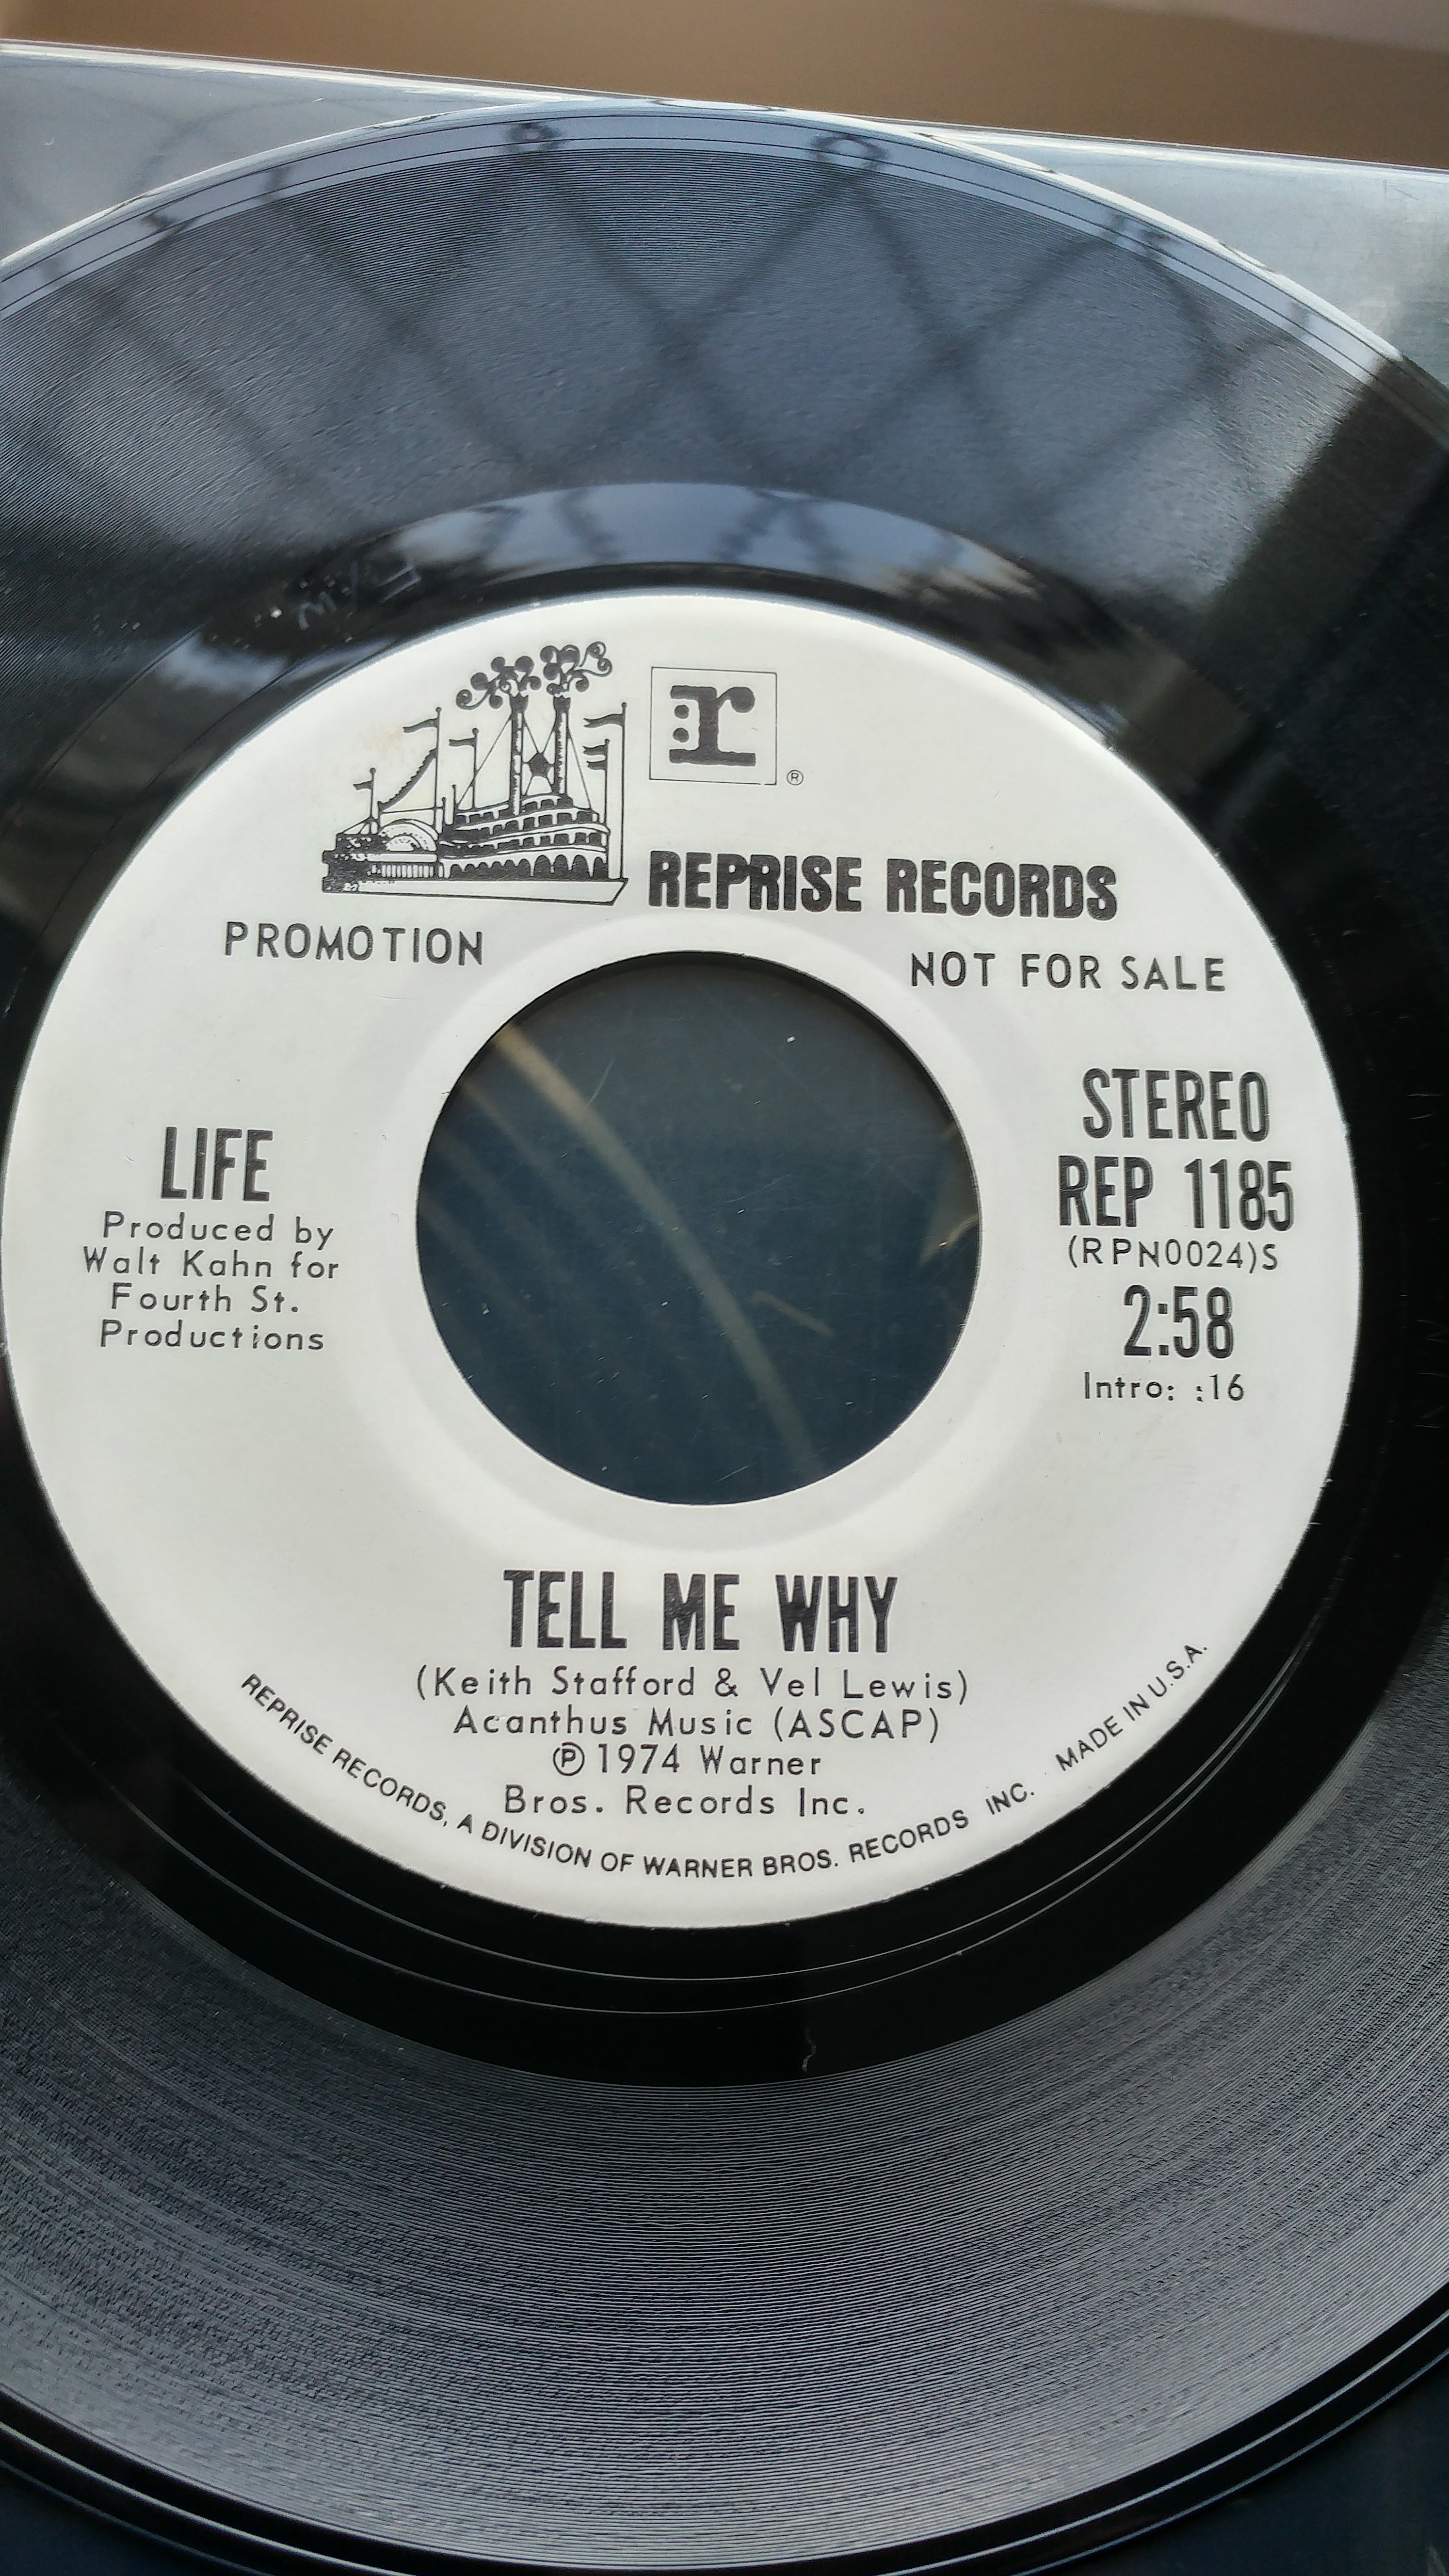 r
®
REPRISE RECORDS
PROMOTION
NOT FOR SALE
LIFE
Produced by
Walt Kahn for
Fourth St.
Productions
STEREO
REP 1185
(RPN0024)S
2:58
Intro: :16
TELL ME WHY
(Keith Stafford & Vel Lewis)
Acanthus Music (ASCAP)
℗ 1974 Warner
Bros. Records Inc.
REPRISE RECORDS, A DIVISION OF WARNER BROS. RECORDS INC. MADE IN U.S.A.